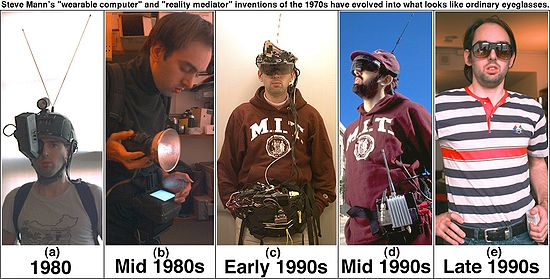 Steve Mann's "wearable computer" and "reality mediator" inventions of the 1970s have evolved into what looks like ordinary eyeglasses.
M.I.T.
M.I.T.
(a)
(b)
(c)
(d)
(e)
1980
Mid 1980s
Early 1990s
Mid 1990s
Late 1990s